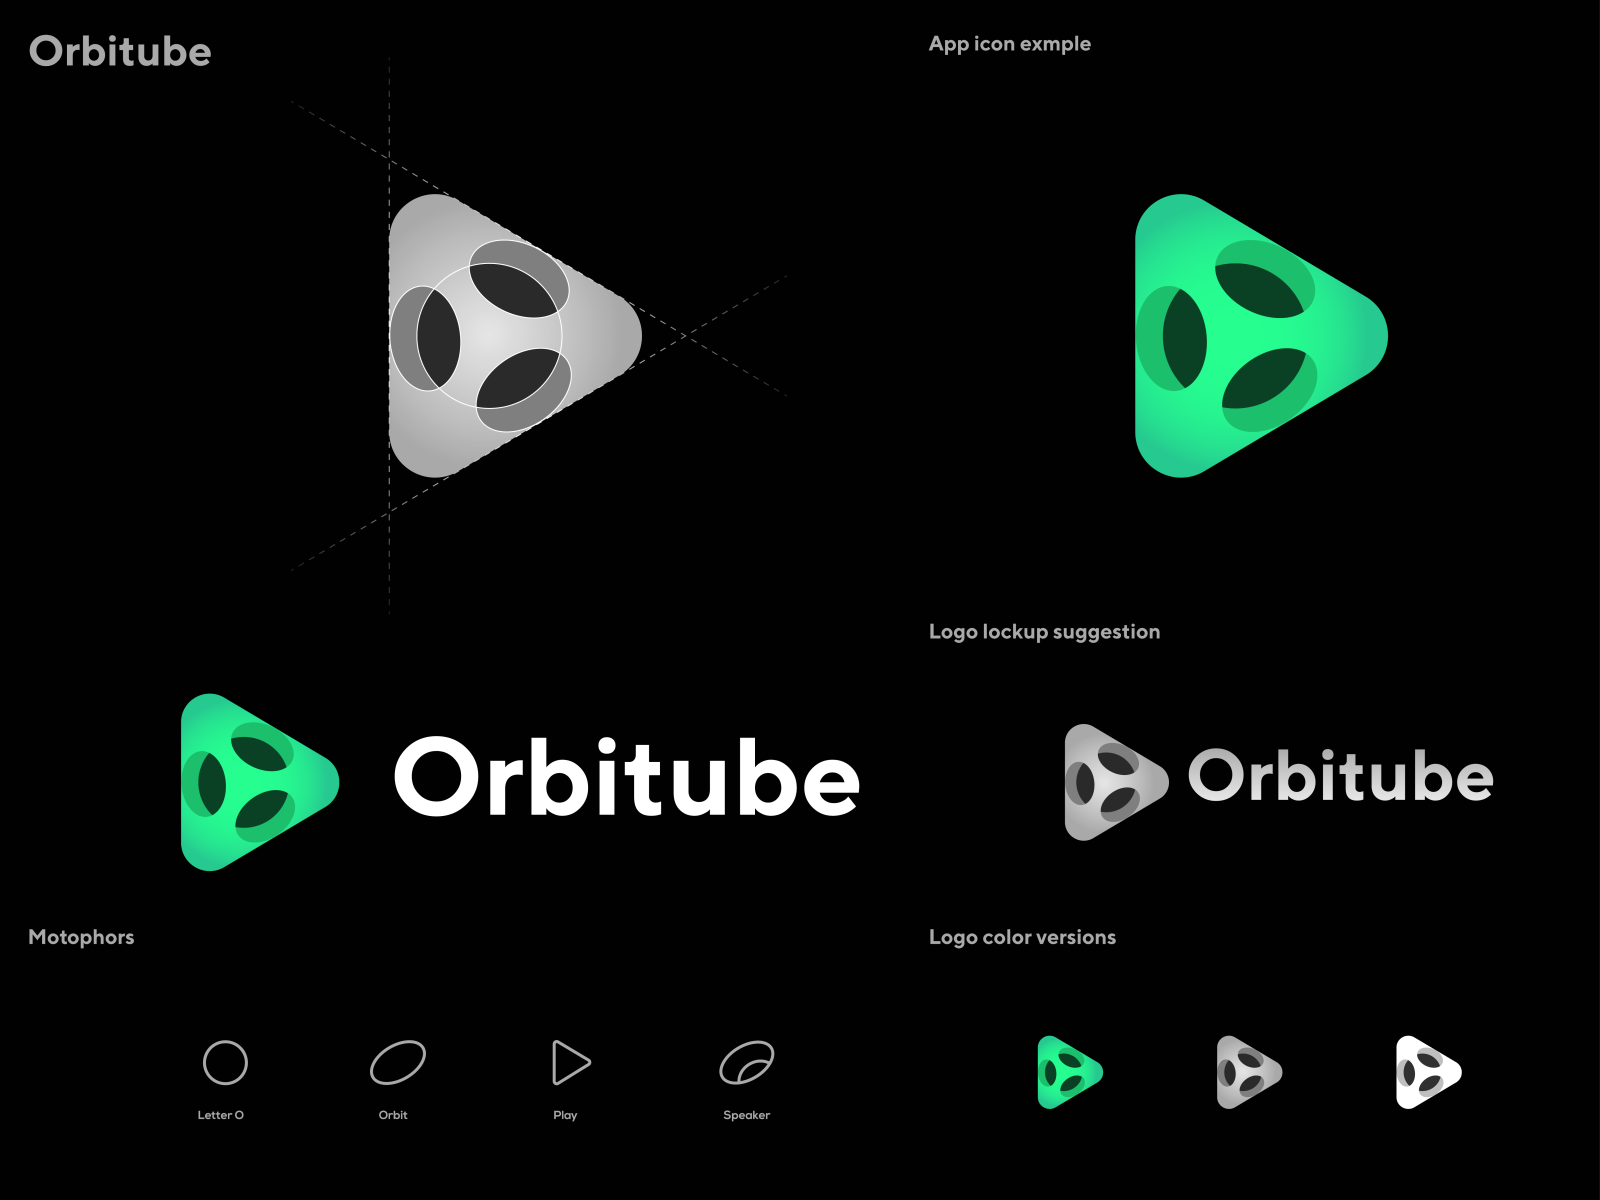 Orbitube
App icon exmple
Logo lockup suggestion
Orbitube
Orbitube
Motophors
Logo color versions
Letter O
Orbit
Play
Speaker